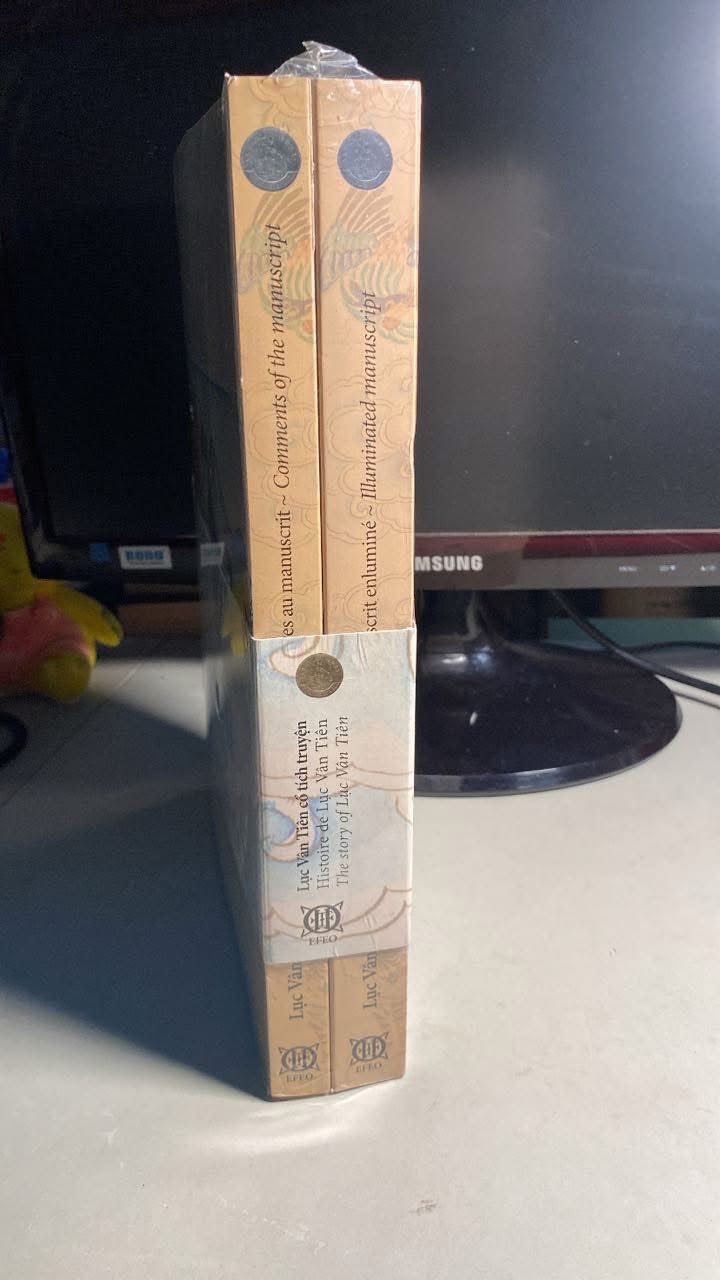 es au manuscrit ~ Comments of the manuscript
scrit enluminé ~ Illuminated manuscript
Lục Vân Tiên cổ tích truyện
Histoire de Lục Vân Tiên
The story of Lục Vân Tiên
EFEO
Lục Vân
EFEO
Lục Vân
EFEO
MSUNG